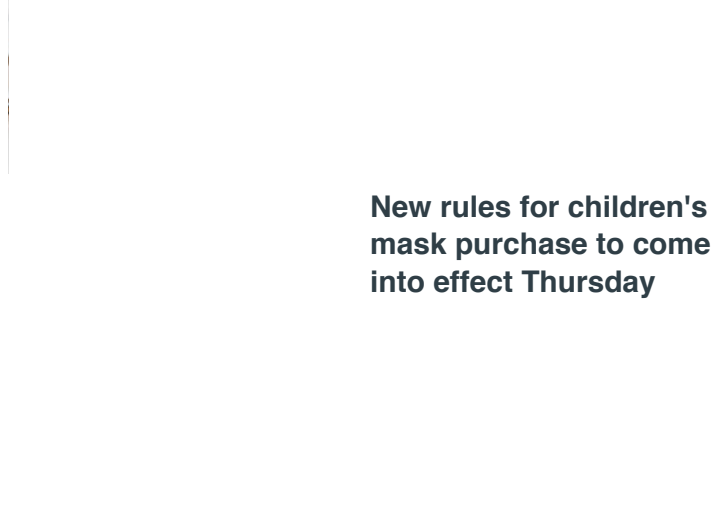 New rules for children's
mask purchase to come
into effect Thursday